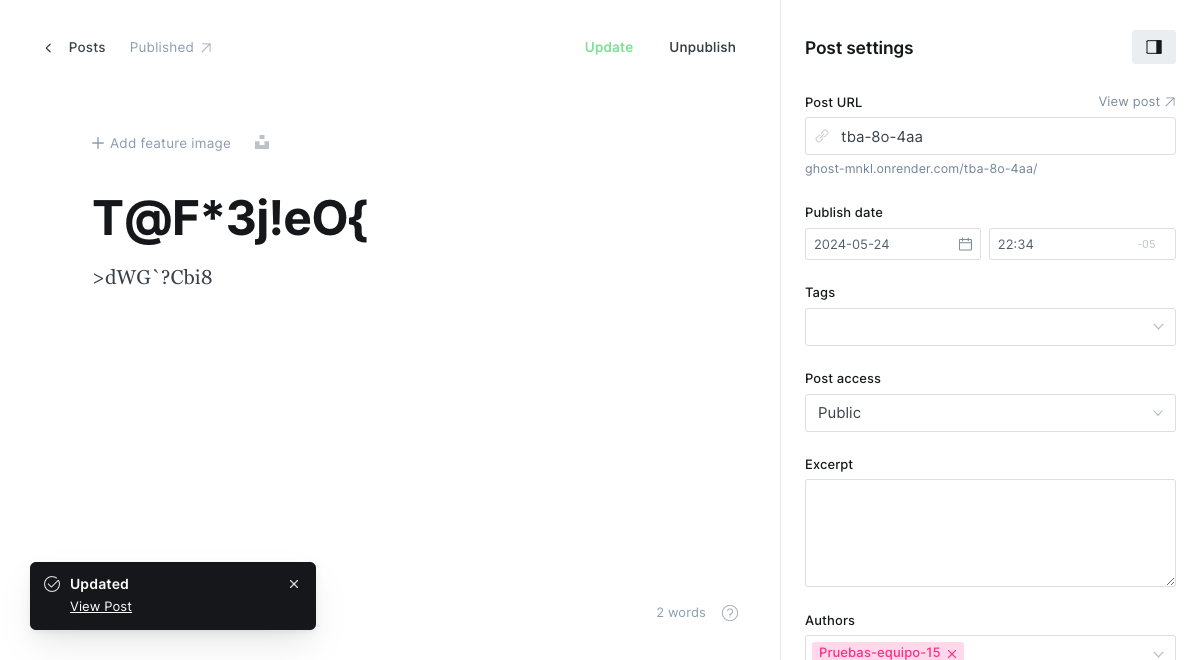 Posts Published Update Unpublish
Add feature image
T@F*3j!eO{
>dWG`?Cbi8
Updated
View Post
2 words
Post settings
Post URL View post
tba-8o-4aa
ghost-mnkl.onrender.com/tba-8o-4aa/
Publish date
2024-05-24 22:34 -05
Tags
Post access
Public
Excerpt
Authors
Pruebas-equipo-15